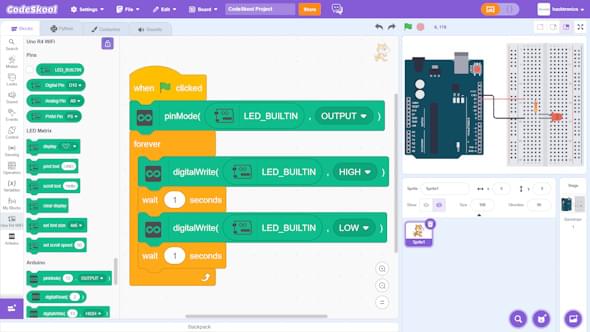 CodeSkool
Settings
File
Edit
Board
CodeSkool Project
Save
Blocks
Python
Costumes
Sounds
Search
Motion
Looks
Sound
Events
Control
Sensing
Operators
Variables
My Blocks
Uno R4 WiFi
Arduino
Uno R4 WiFi
Pins
LED_BUILTIN
Digital Pin D10
Analog Pin A0
PWM Pin P3
LED Matrix
display
print text
scroll text
clear display
set font size
set scroll speed
Arduino
pinMode( , OUTPUT )
digitalRead( )
digitalWrite( , HIGH )
when clicked
pinMode( LED_BUILTIN , OUTPUT )
forever
digitalWrite( LED_BUILTIN , HIGH )
wait 1 seconds
digitalWrite( LED_BUILTIN , LOW )
wait 1 seconds
Backpack
Sprite Sprite1
Show Size 100 Direction 90
Sprite1
Stage
Backdrops
1